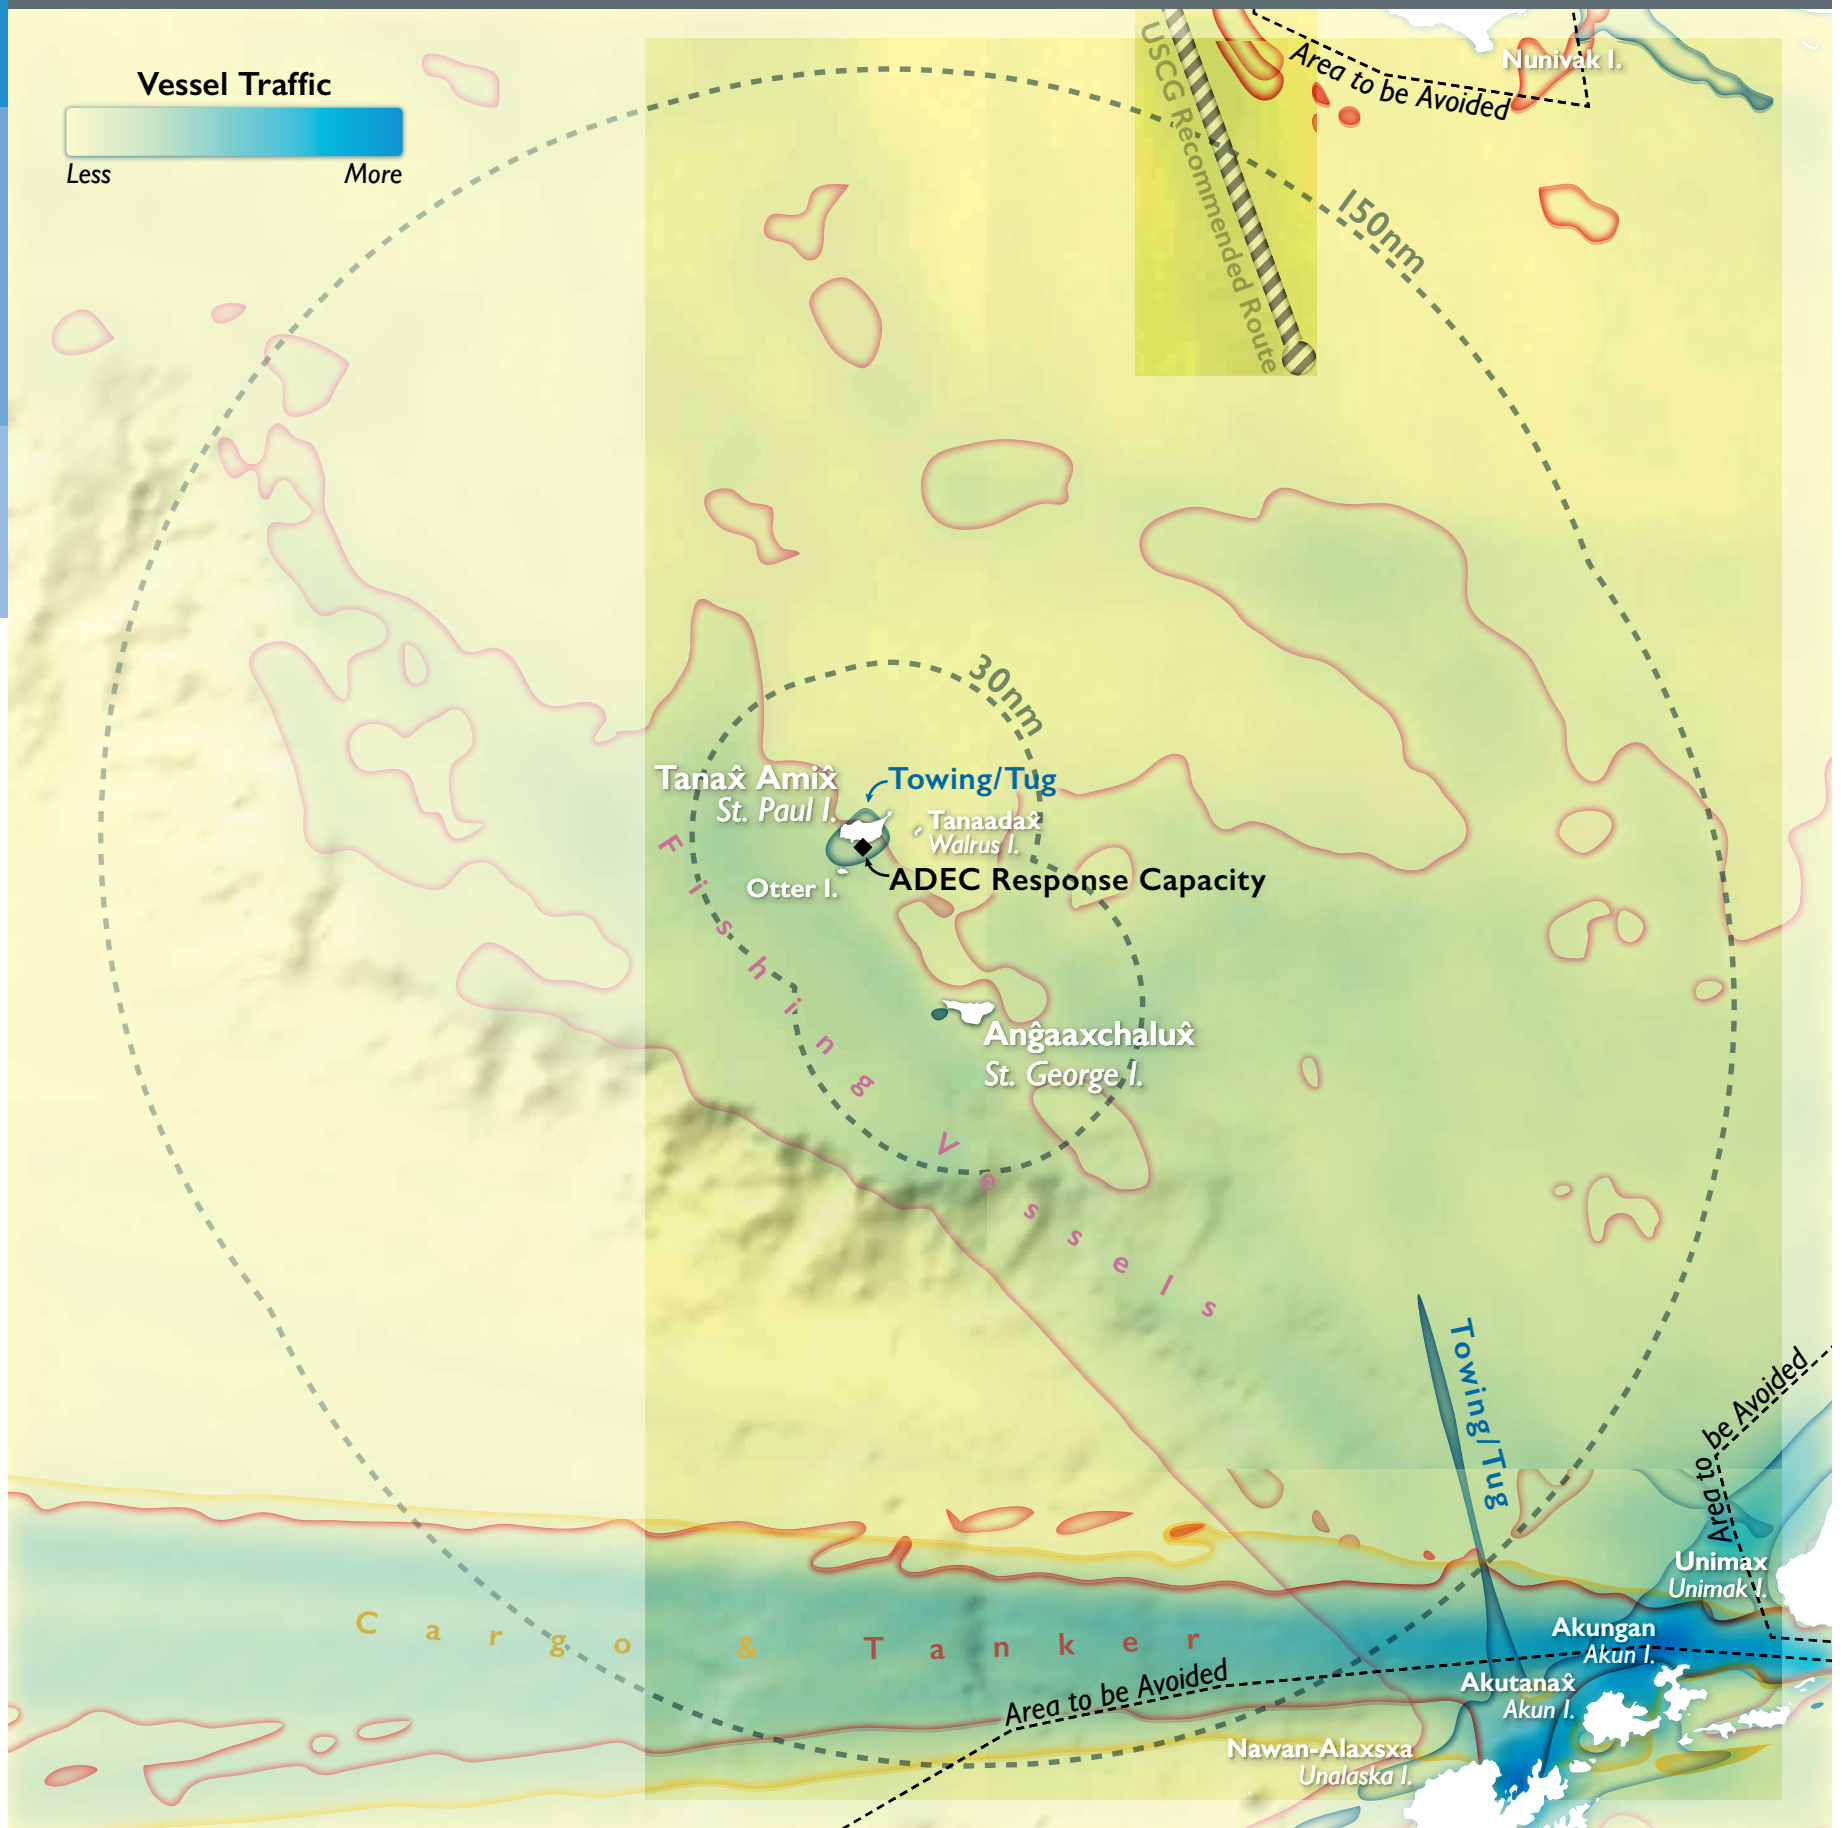 Vessel Traffic
Less
More
USCG Recommended Route
Area to be Avoided
Nunivak I.
150nm
30nm
Tanax̂ Amix̂
St. Paul I.
Towing/Tug
Tanaadax̂
Walrus I.
ADEC Response Capacity
Otter I.
Anĝaaxchalux̂
St. George I.
Fishing Vessels
Towing/Tug
Area to be Avoided
Unimax
Unimak I.
Akungan
Akun I.
Akutanax̂
Akun I.
Cargo & Tanker
Area to be Avoided
Nawan-Alaxsxa
Unalaska I.